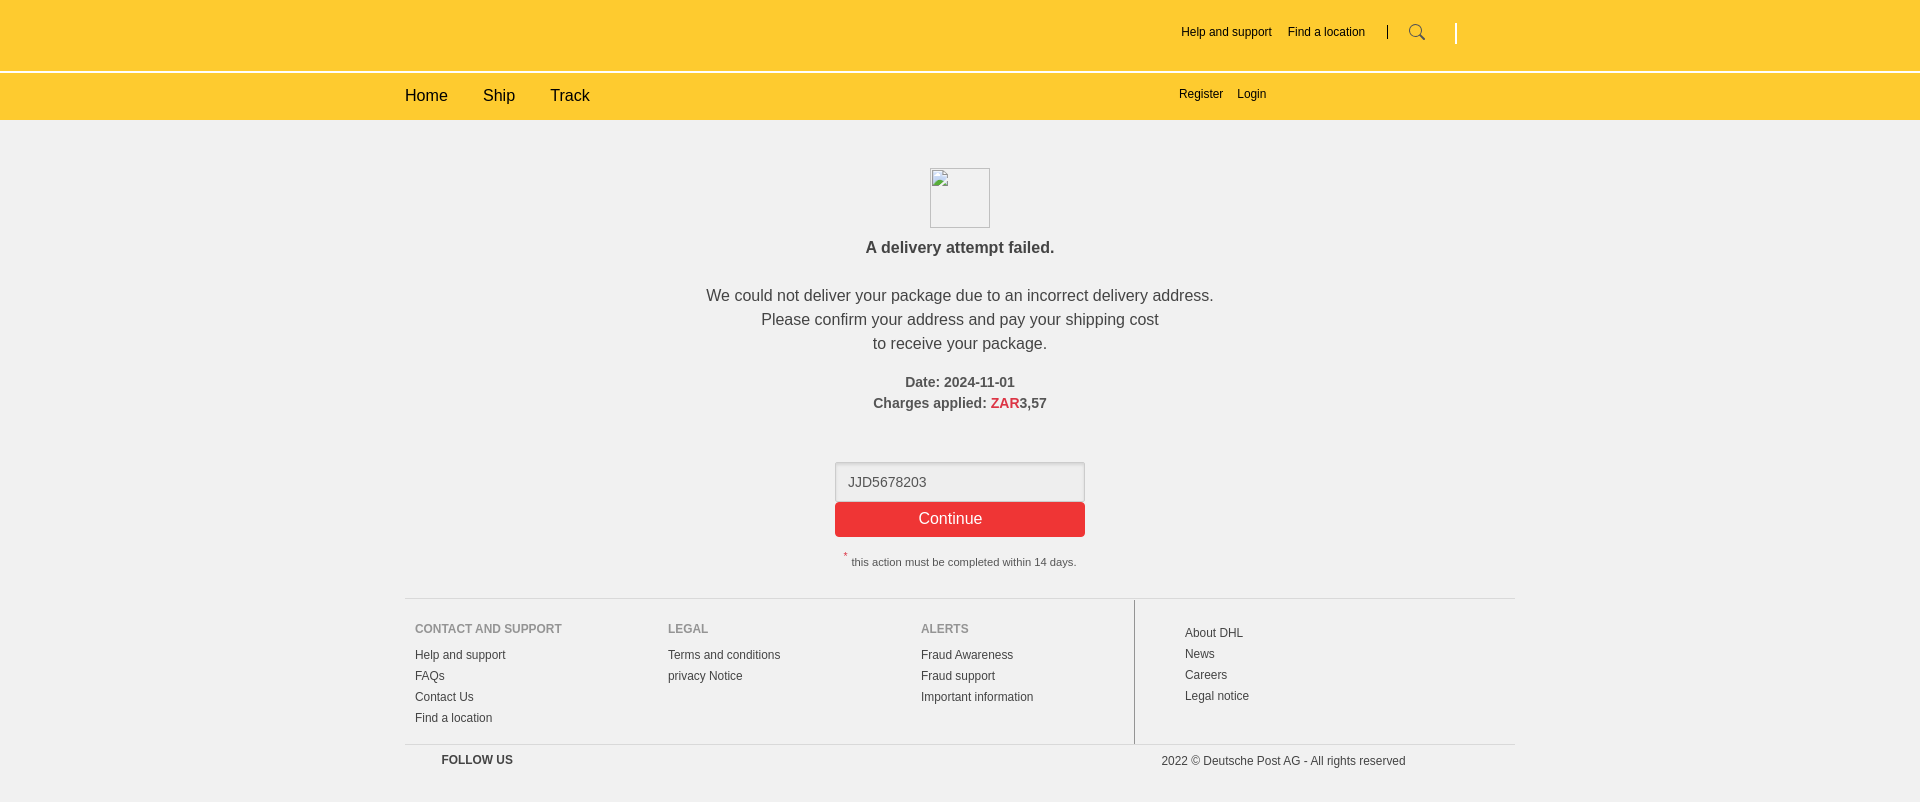 Help and support
Find a location
Home
Ship
Track
Register
Login
A delivery attempt failed.
We could not deliver your package due to an incorrect delivery address.
Please confirm your address and pay your shipping cost
to receive your package.
Date: 2024-11-01
Charges applied: ZAR3,57
JJD5678203
Continue
* this action must be completed within 14 days.
CONTACT AND SUPPORT
Help and support
FAQs
Contact Us
Find a location
LEGAL
Terms and conditions
privacy Notice
ALERTS
Fraud Awareness
Fraud support
Important information
About DHL
News
Careers
Legal notice
FOLLOW US
2022 © Deutsche Post AG - All rights reserved